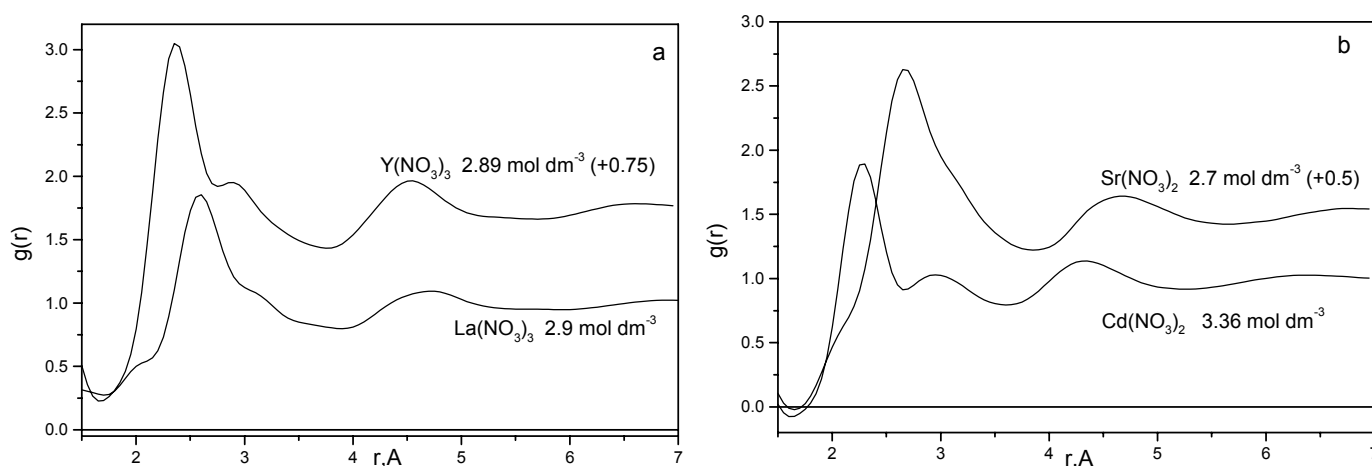 a
3.0
2.5
2.0
1.5
1.0
0.5
0.0
g(r)
Y(NO₃)₃ 2.89 mol dm⁻³ (+0.75)
La(NO₃)₃ 2.9 mol dm⁻³
2 3 4 5 6 7
r,A
b
3.0
2.5
2.0
1.5
1.0
0.5
0.0
g(r)
Sr(NO₃)₂ 2.7 mol dm⁻³ (+0.5)
Cd(NO₃)₂ 3.36 mol dm⁻³
2 3 4 5 6
r,A